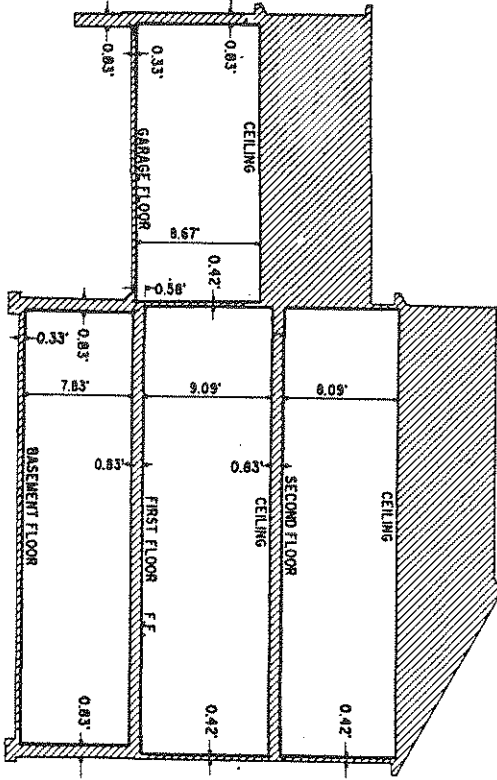 0.83'
0.33'
0.83'
GARAGE FLOOR
CEILING
8.67'
0.42'
0.58'
0.33'
0.83'
7.83'
9.09'
8.09'
0.83'
0.83'
BASEMENT FLOOR
FIRST FLOOR F.F.
CEILING
SECOND FLOOR
CEILING
0.83'
0.42'
0.42'